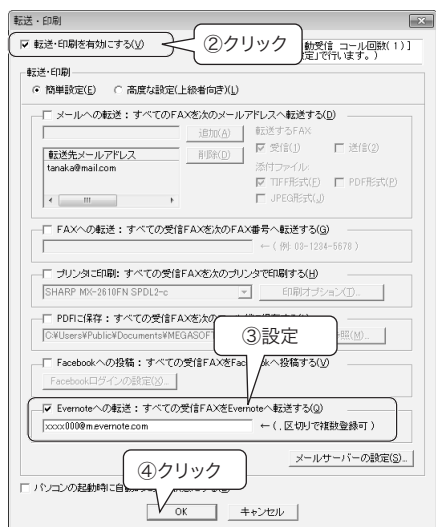 転送・印刷
転送・印刷を有効にする(V)
②クリック
動受信 コール回数(1)]
定」で行います。)
転送・印刷
簡単設定(E) 高度な設定(上級者向き)(L)
メールへの転送：すべてのFAXを次のメールアドレスへ転送する(D)
追加(A) 転送するFAX:
転送先メールアドレス 削除(C) 受信(1) 送信(2)
tanaka@mail.com 添付ファイル:
TIFF形式(F) PDF形式(P)
JPEG形式(J)
FAXへの転送：すべての受信FAXを次のFAX番号へ転送する(G)
←( 例: 03-1234-5678 )
プリンタに印刷: すべての受信FAXを次のプリンタで印刷する(H)
SHARP MX-2610FN SPDL2-c 印刷オプション(T)...
PDFに保存：すべての受信FAXを次の
C:¥Users¥Public¥Documents¥MEGASOFT (M)...
③設定
Facebookへの投稿：すべての受信FAXをFacebookへ投稿する(V)
Facebookログインの設定(X)...
Evernoteへの転送：すべての受信FAXをEvernoteへ転送する(Q)
xxxx000@m.evernote.com ←( , 区切りで複数登録可 )
メールサーバーの設定(S)...
④クリック
パソコンの起動時に自動
OK キャンセル